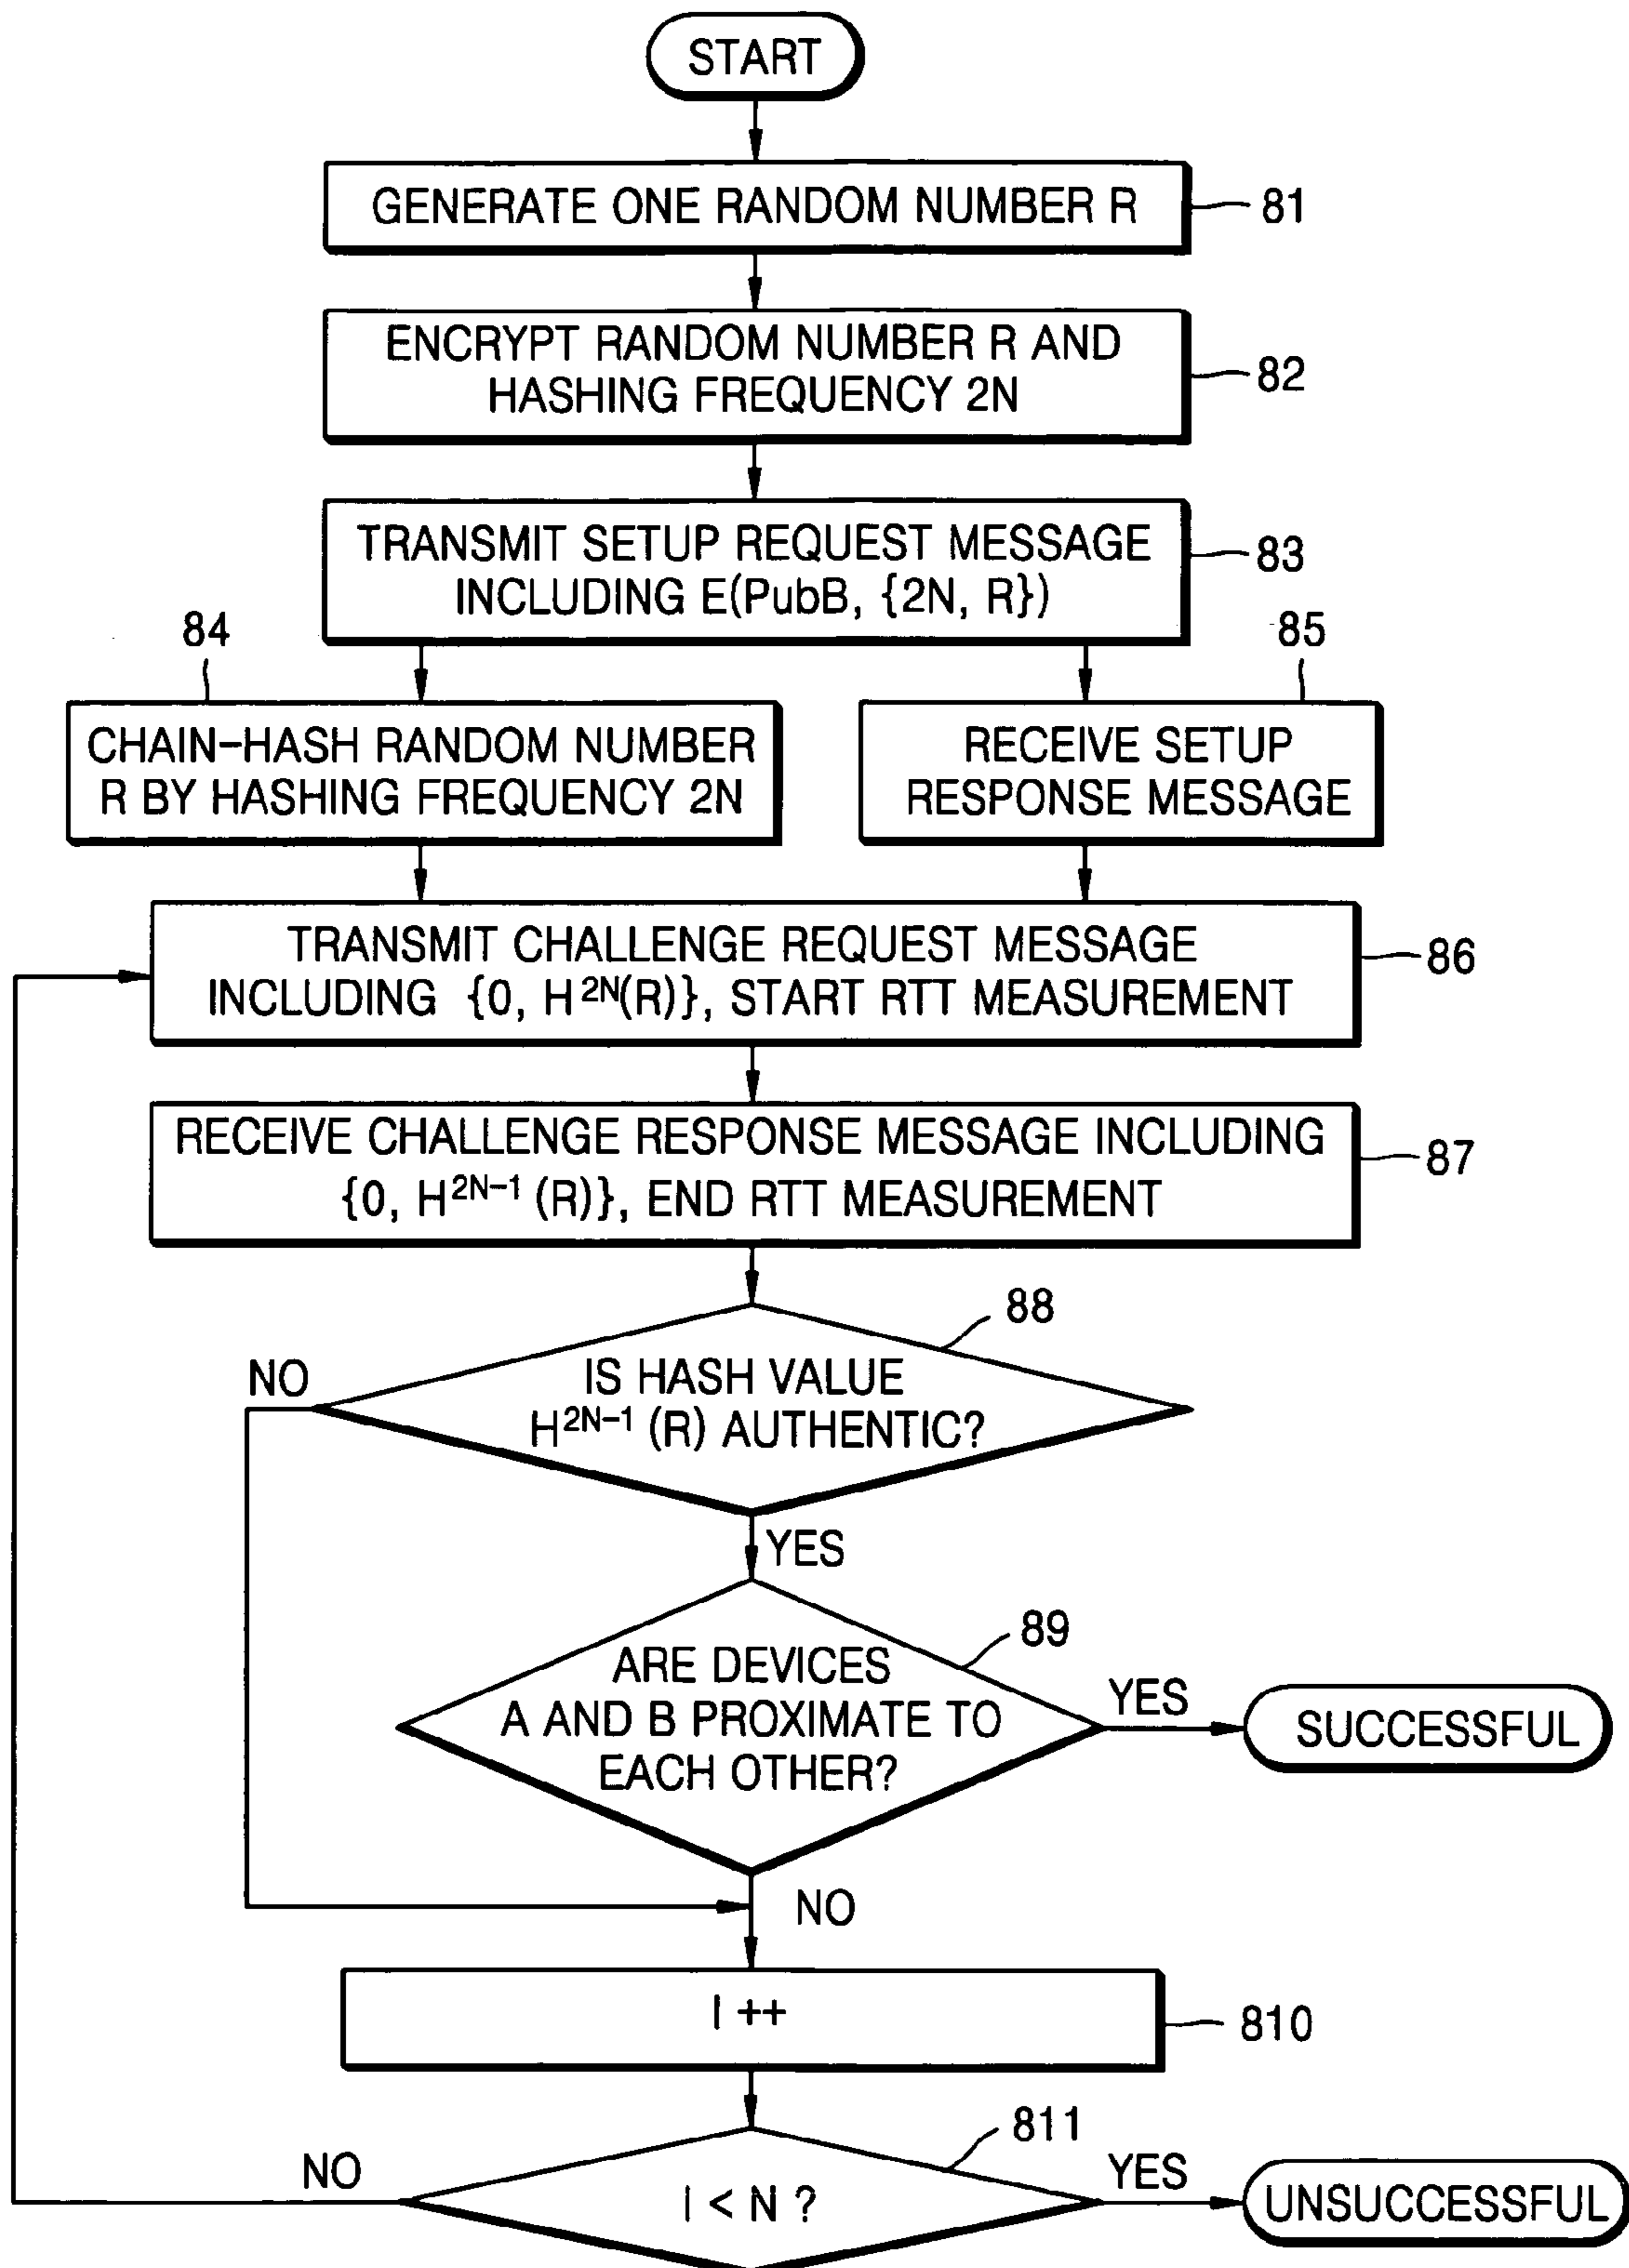 START
GENERATE ONE RANDOM NUMBER R
81
ENCRYPT RANDOM NUMBER R AND
HASHING FREQUENCY 2N
82
TRANSMIT SETUP REQUEST MESSAGE
INCLUDING E(PubB, {2N, R})
83
84
CHAIN-HASH RANDOM NUMBER
R BY HASHING FREQUENCY 2N
85
RECEIVE SETUP
RESPONSE MESSAGE
TRANSMIT CHALLENGE REQUEST MESSAGE
INCLUDING {0, H²ᴺ(R)}, START RTT MEASUREMENT
86
RECEIVE CHALLENGE RESPONSE MESSAGE INCLUDING
{0, H²ᴺ⁻¹ (R)}, END RTT MEASUREMENT
87
88
IS HASH VALUE
H²ᴺ⁻¹ (R) AUTHENTIC?
NO
YES
89
ARE DEVICES
A AND B PROXIMATE TO
EACH OTHER?
YES
SUCCESSFUL
NO
I ++
810
811
I < N ?
NO
YES
UNSUCCESSFUL